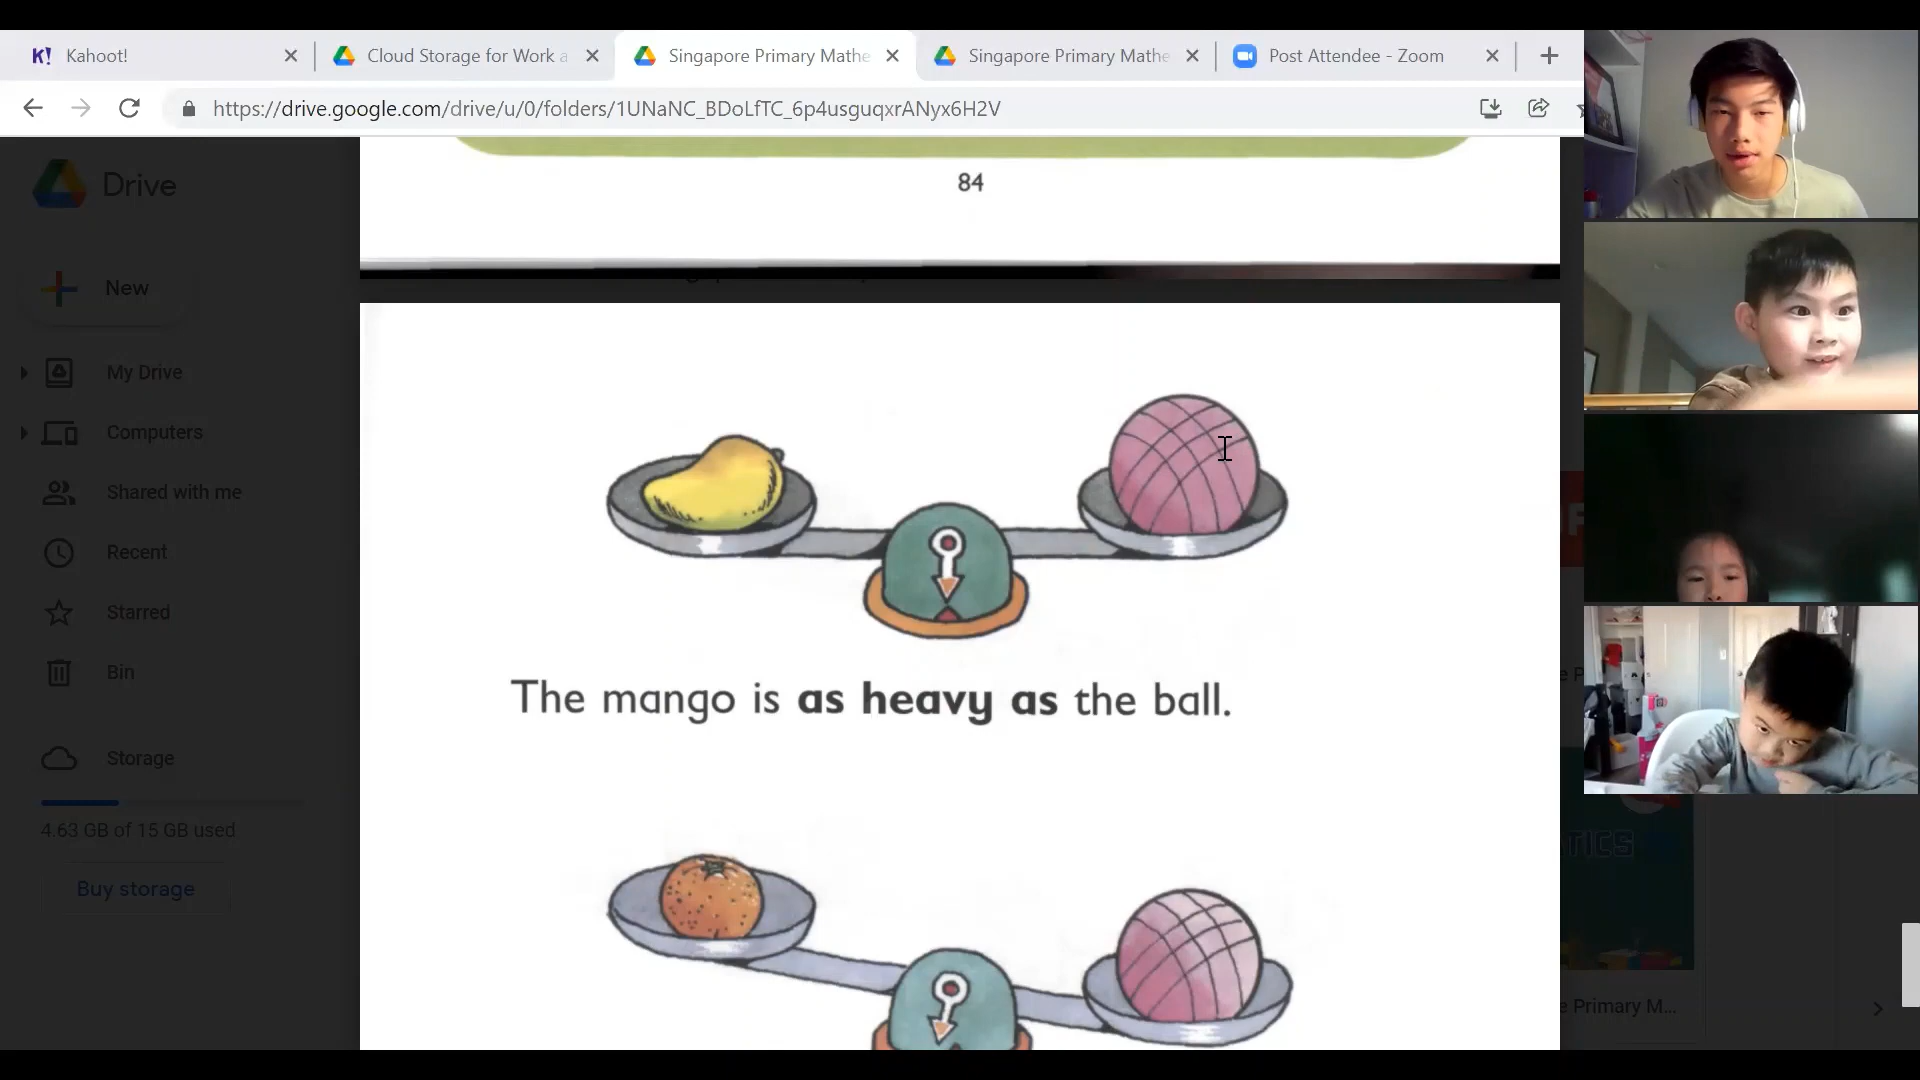 K! Kahoot!
Cloud Storage for Work a
Singapore Primary Mathe
Singapore Primary Mathe
Post Attendee - Zoom
https://drive.google.com/drive/u/0/folders/1UNaNC_BDoLfTC_6p4usguqxrANyx6H2V
Drive
84
New
My Drive
Computers
Shared with me
Recent
Starred
Bin
Storage
4.63 GB of 15 GB used
Buy storage
The mango is as heavy as the ball.
TICS
e Primary M...